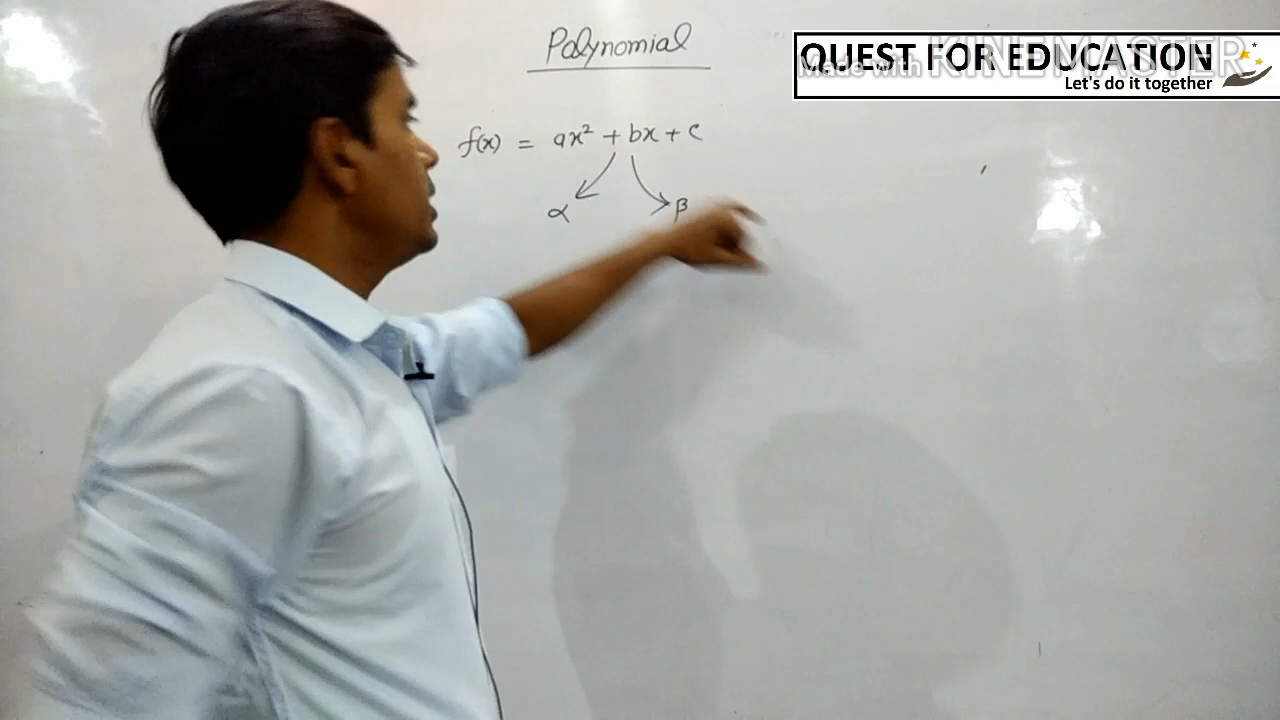 Polynomial
QUEST FOR EDUCATION
Made with KINEMASTER
Let's do it together
f(x) = ax² + bx + c
α β